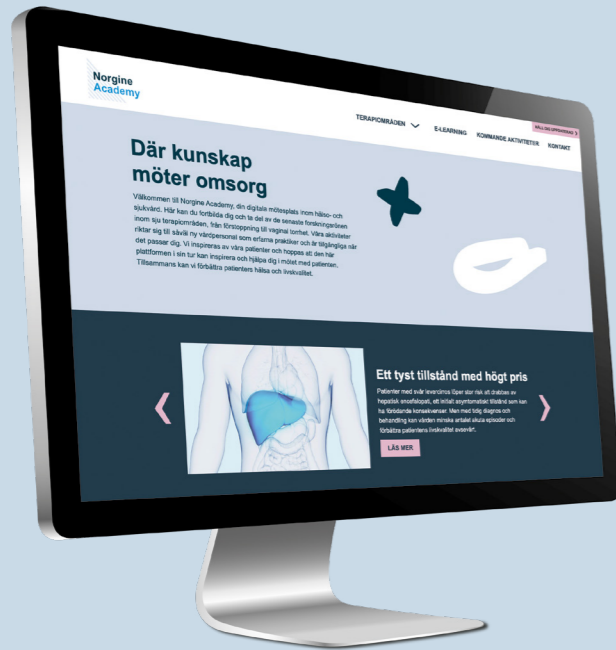 Norgine
Academy
HÅLL DIG UPPDATERAD
TERAPIOMRÅDEN
E-LEARNING
KOMMANDE AKTIVITETER
KONTAKT
Där kunskap
möter omsorg
Välkommen till Norgine Academy, din digitala mötesplats inom hälso- och
sjukvård. Här kan du fortbilda dig och ta del av de senaste forskningsrönen
inom sju terapiområden, från förstoppning till vaginal torrhet. Våra aktiviteter
riktar sig till såväl ny vårdpersonal som erfarna praktiker och är tillgängliga när
det passar dig. Vi inspireras av våra patienter och hoppas att den här
plattformen i sin tur kan inspirera och hjälpa dig i mötet med patienten.
Tillsammans kan vi förbättra patienters hälsa och livskvalitet.
Ett tyst tillstånd med högt pris
Patienter med svår levercirros löper stor risk att drabbas av
hepatisk encefalopati, ett initialt asymtomatiskt tillstånd som kan
ha förödande konsekvenser. Men med tidig diagnos och
behandling kan vården minska antalet akuta episoder och
förbättra patientens livskvalitet avsevärt.
LÄS MER